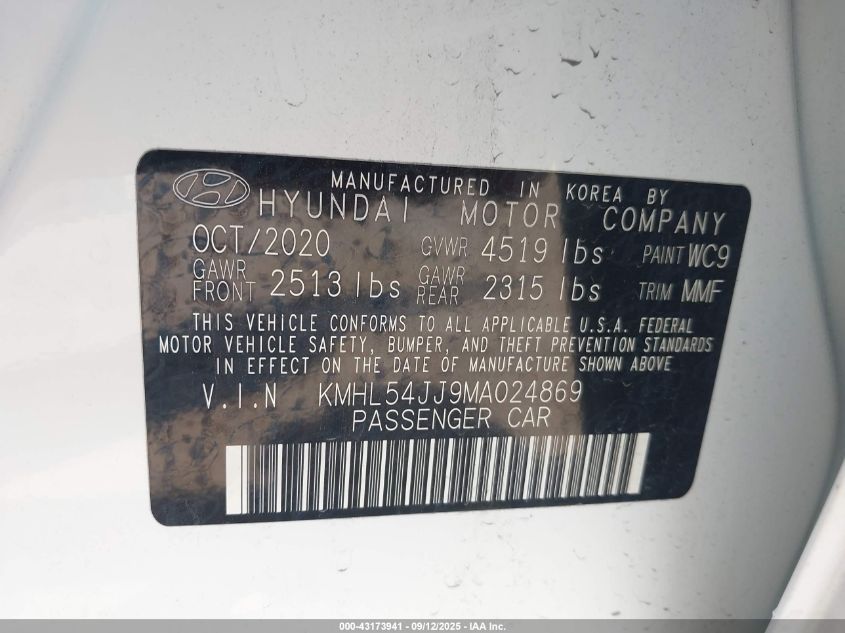 MANUFACTURED IN KOREA BY
HYUNDAI MOTOR COMPANY
OCT/2020 GVWR 4519 lbs PAINT WC9
GAWR FRONT 2513 lbs GAWR REAR 2315 lbs TRIM MMF
THIS VEHICLE CONFORMS TO ALL APPLICABLE U.S.A. FEDERAL
MOTOR VEHICLE SAFETY, BUMPER, AND THEFT PREVENTION STANDARDS
IN EFFECT ON THE DATE OF MANUFACTURE SHOWN ABOVE
V.I.N KMHL54JJ9MA024869
PASSENGER CAR
000-43173941 - 09/12/2025 - IAA Inc.